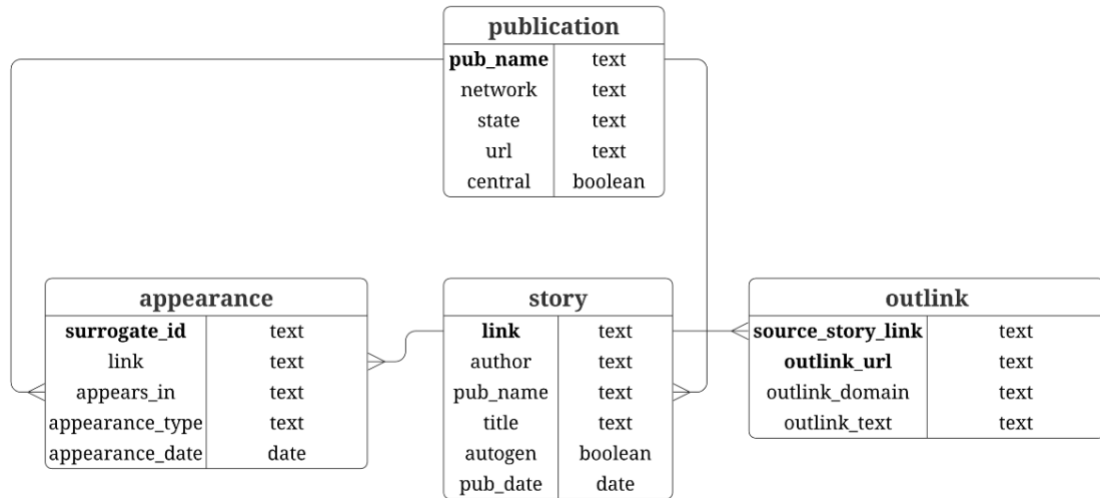 publication
pub_name text
network text
state text
url text
central boolean
appearance
surrogate_id text
link text
appears_in text
appearance_type text
appearance_date date
story
link text
author text
pub_name text
title text
autogen boolean
pub_date date
outlink
source_story_link text
outlink_url text
outlink_domain text
outlink_text text